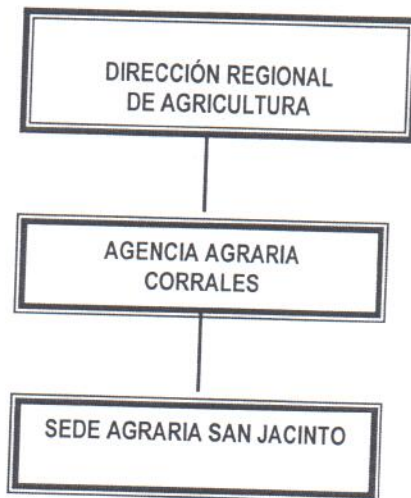 DIRECCIÓN REGIONAL
DE AGRICULTURA
AGENCIA AGRARIA
CORRALES
SEDE AGRARIA SAN JACINTO